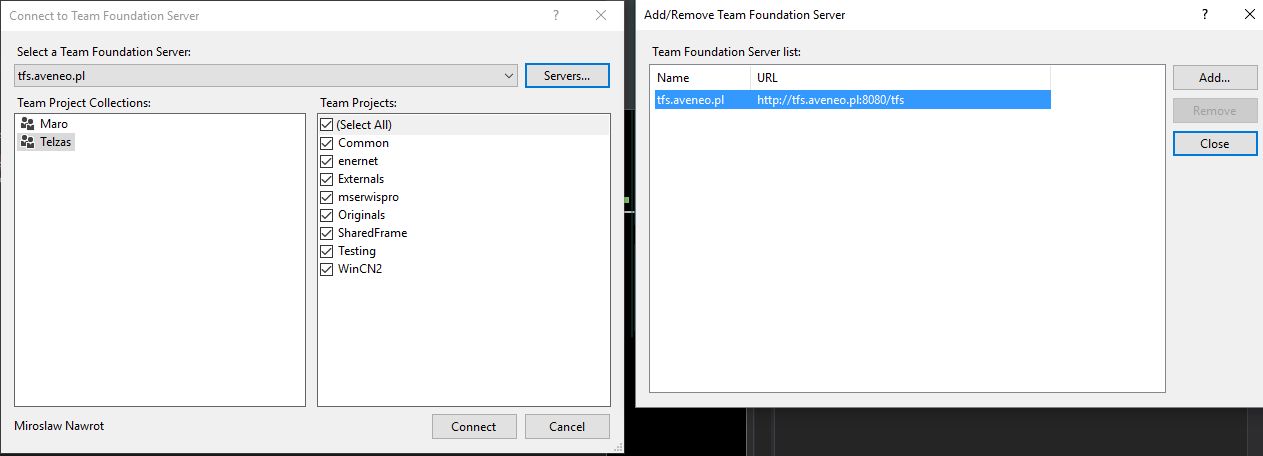 Connect to Team Foundation Server
?
Select a Team Foundation Server:
tfs.aveneo.pl
Servers...
Team Project Collections:
Maro
Telzas
Team Projects:
(Select All)
Common
enernet
Externals
mserwispro
Originals
SharedFrame
Testing
WinCN2
Miroslaw Nawrot
Connect
Cancel
Add/Remove Team Foundation Server
?
Team Foundation Server list:
Name URL
tfs.aveneo.pl http://tfs.aveneo.pl:8080/tfs
Add...
Remove
Close